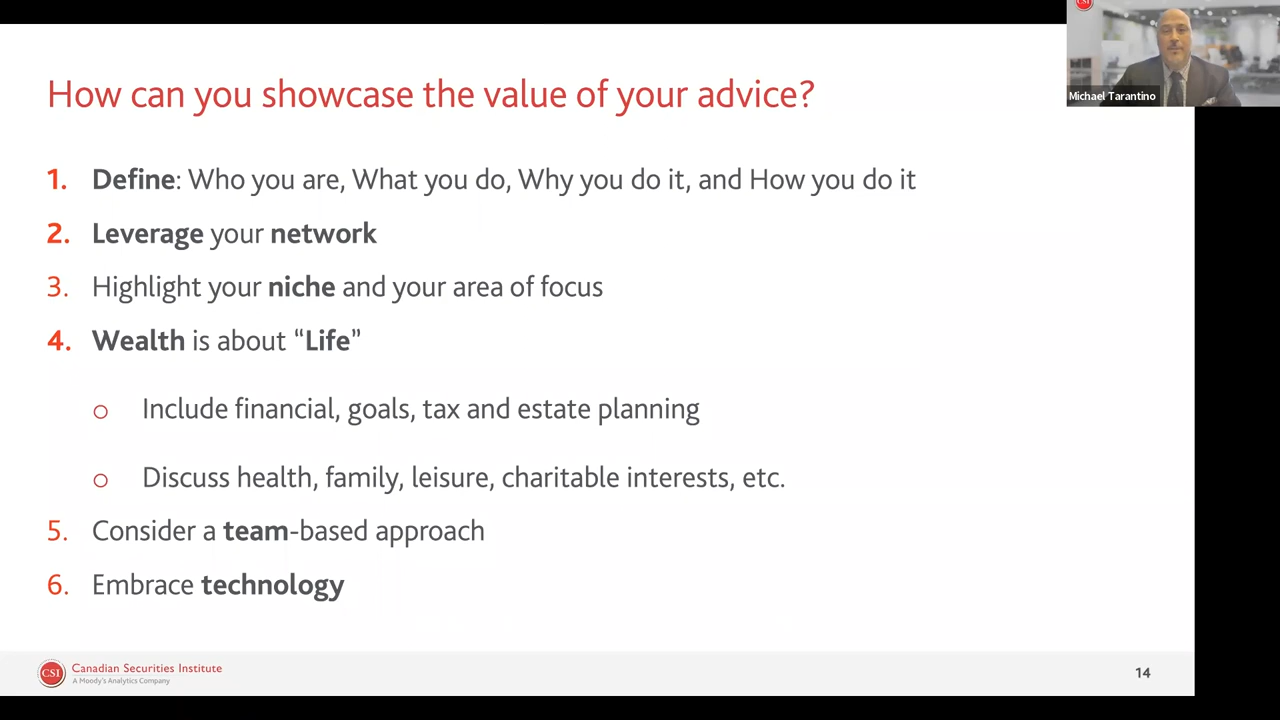 CSI
Michael Tarantino
How can you showcase the value of your advice?
1. Define: Who you are, What you do, Why you do it, and How you do it
2. Leverage your network
3. Highlight your niche and your area of focus
4. Wealth is about “Life”
o Include financial, goals, tax and estate planning
o Discuss health, family, leisure, charitable interests, etc.
5. Consider a team-based approach
6. Embrace technology
CSI Canadian Securities Institute
A Moody's Analytics Company
14